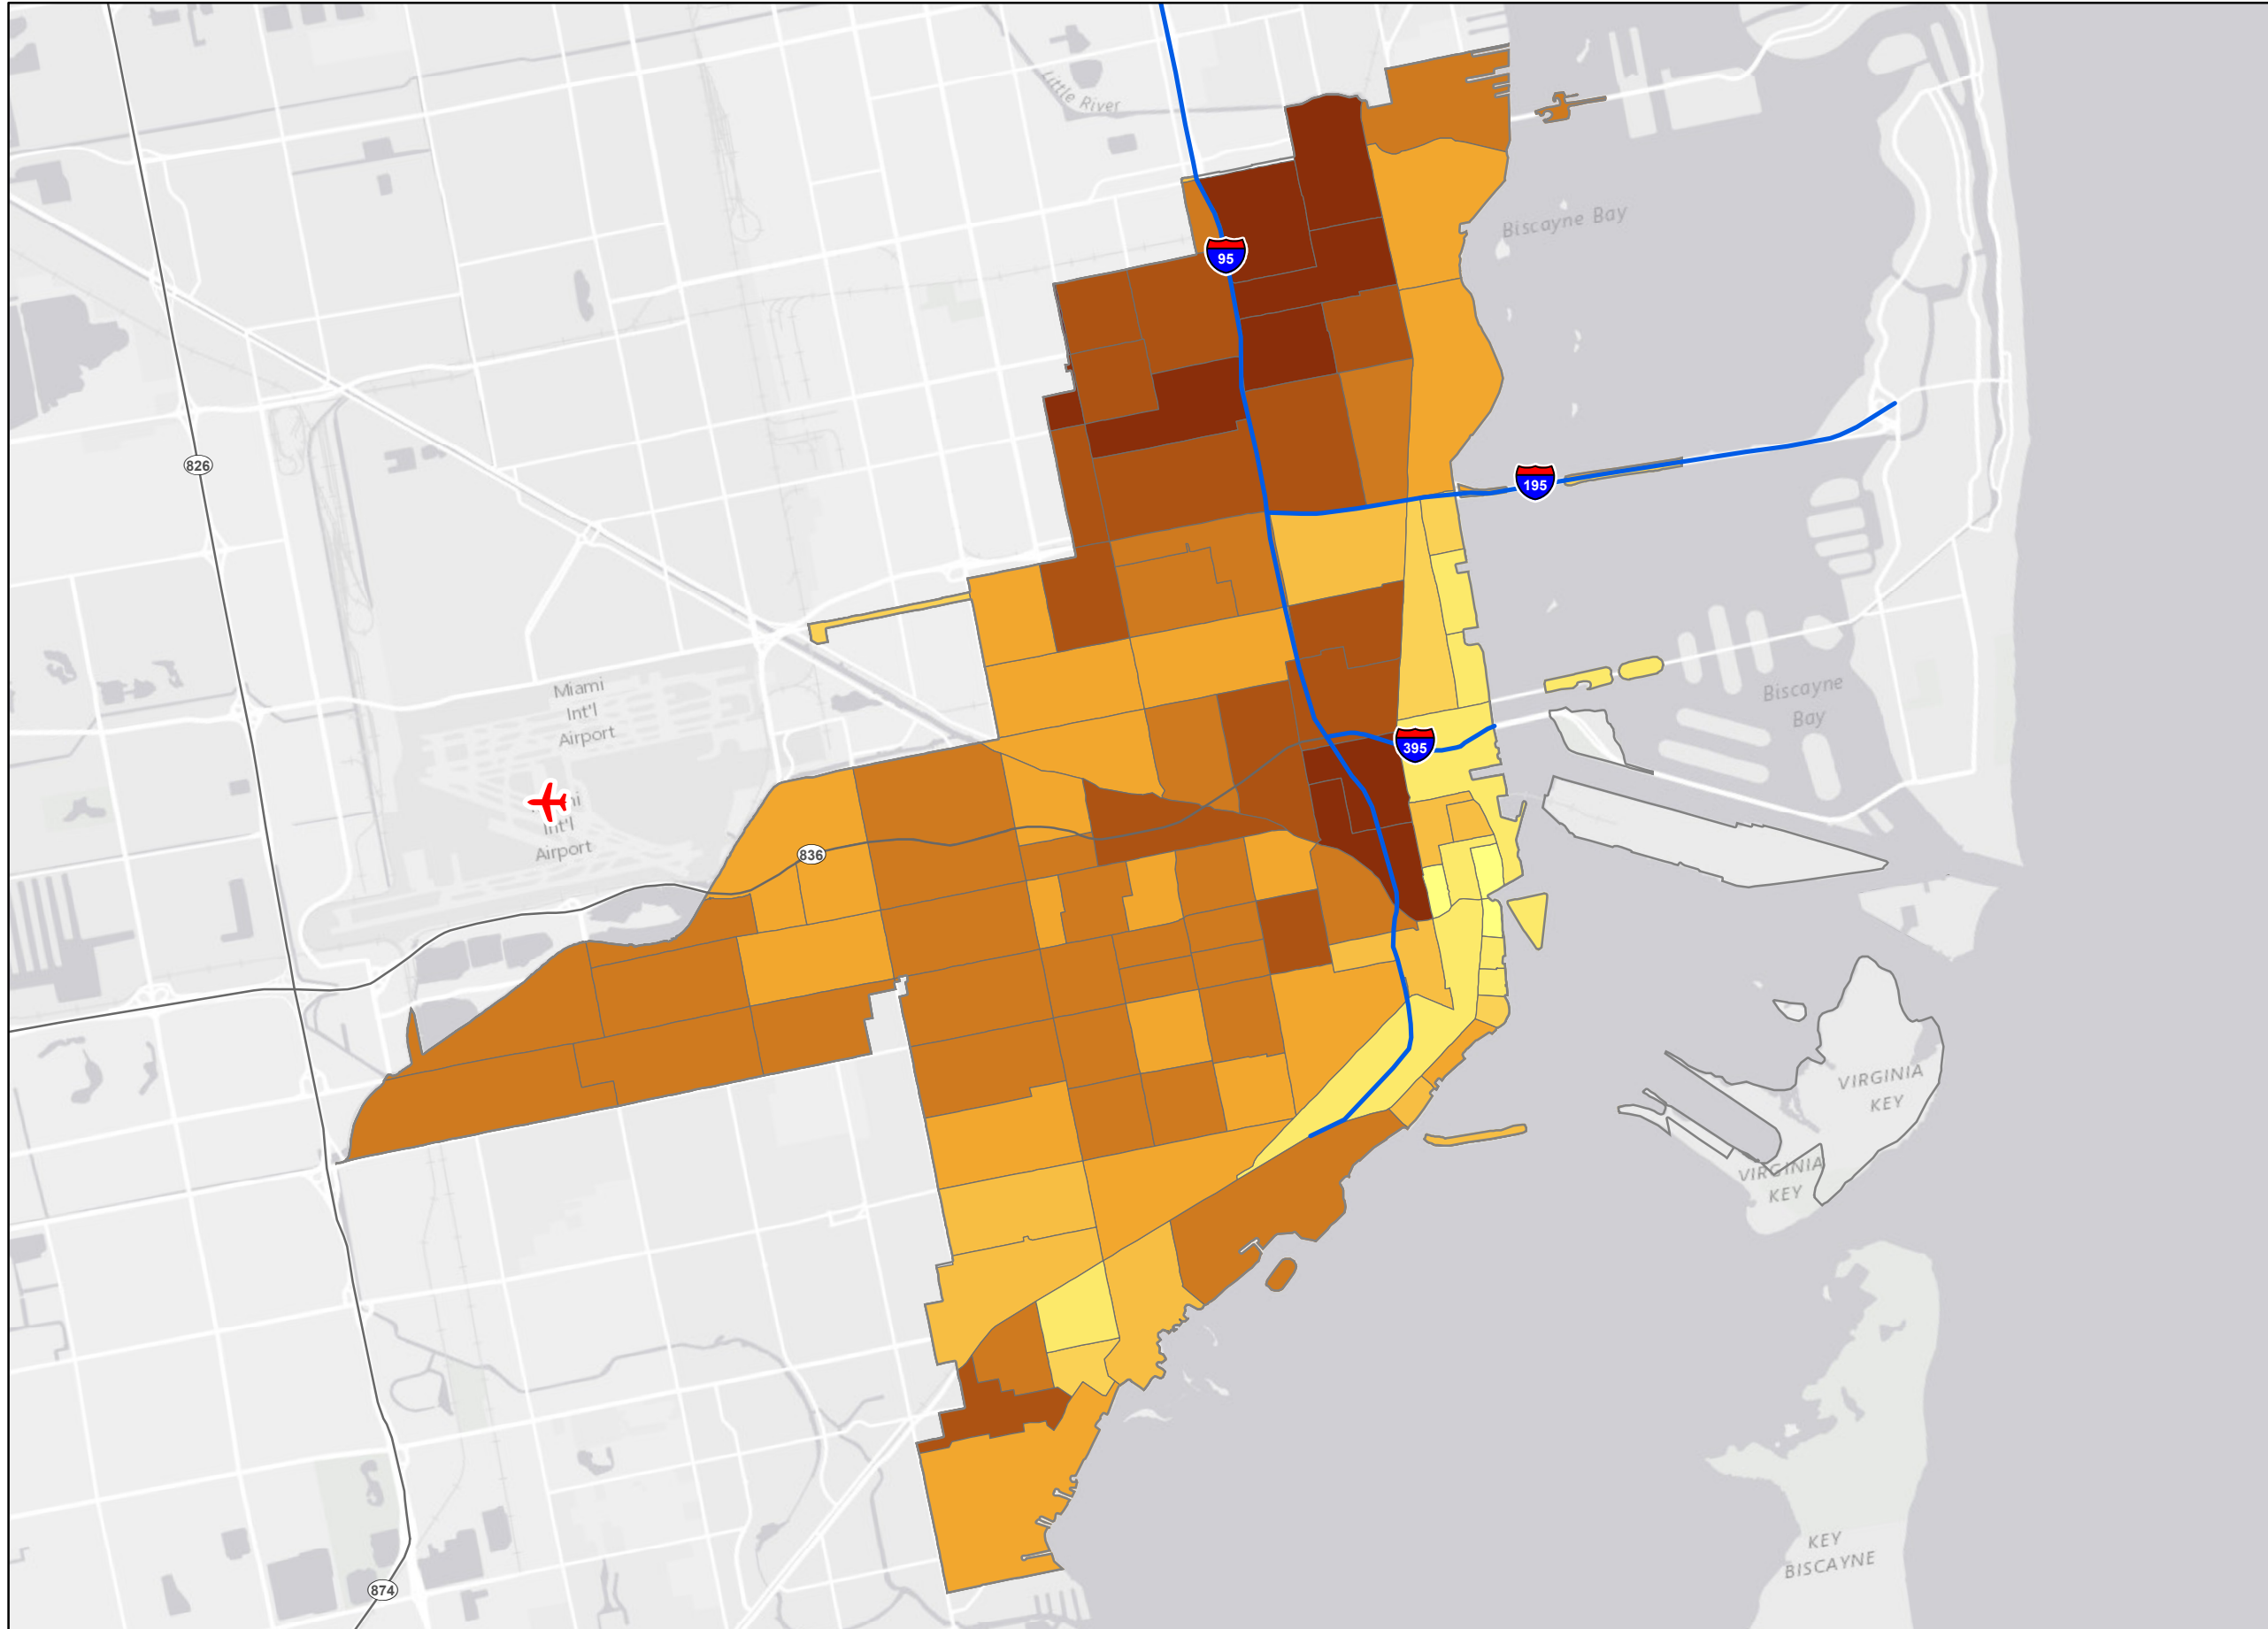 Little River
95
Biscayne Bay
826
195
Miami
Int'l
Airport
Biscayne
Bay
395
Int'l
Airport
836
VIRGINIA
KEY
VIRGINIA
KEY
KEY
BISCAYNE
874